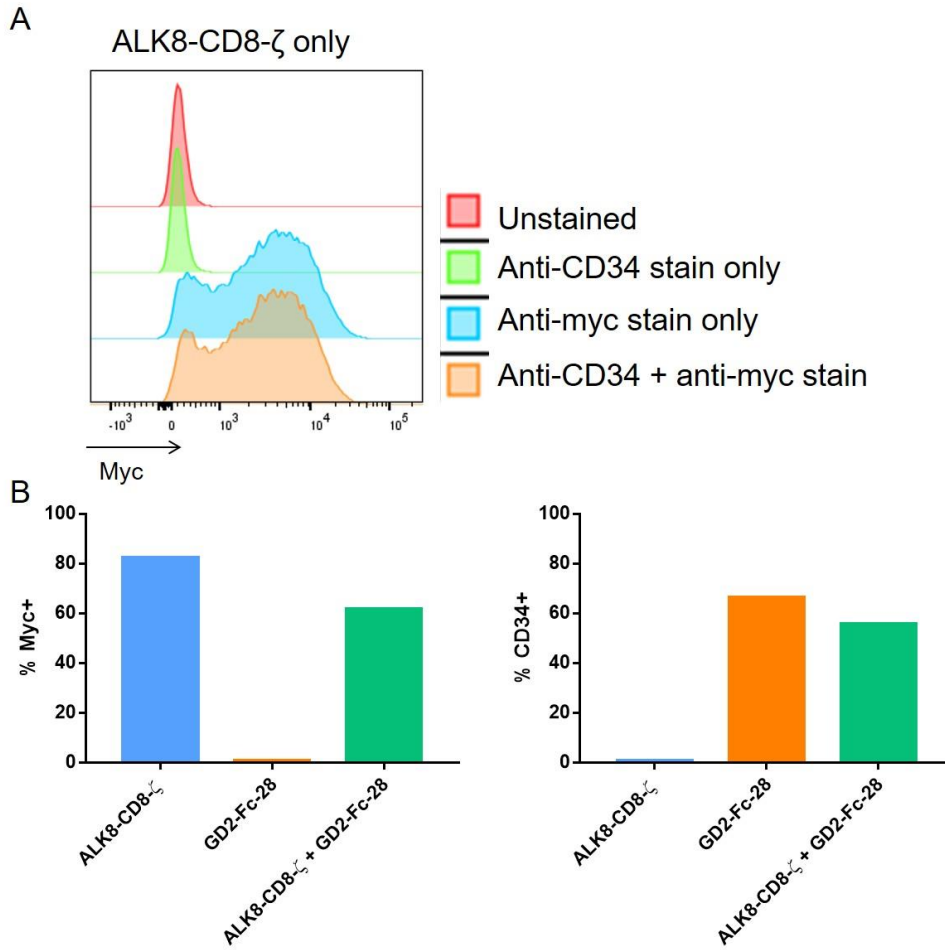 A
ALK8-CD8-ζ only
Unstained
Anti-CD34 stain only
Anti-myc stain only
Anti-CD34 + anti-myc stain
-10³ 0 10³ 10⁴ 10⁵
Myc
B
% Myc+
100
80
60
40
20
0
ALK8-CD8-ζ
GD2-Fc-28
ALK8-CD8-ζ + GD2-Fc-28
% CD34+
100
80
60
40
20
0
ALK8-CD8-ζ
GD2-Fc-28
ALK8-CD8-ζ + GD2-Fc-28